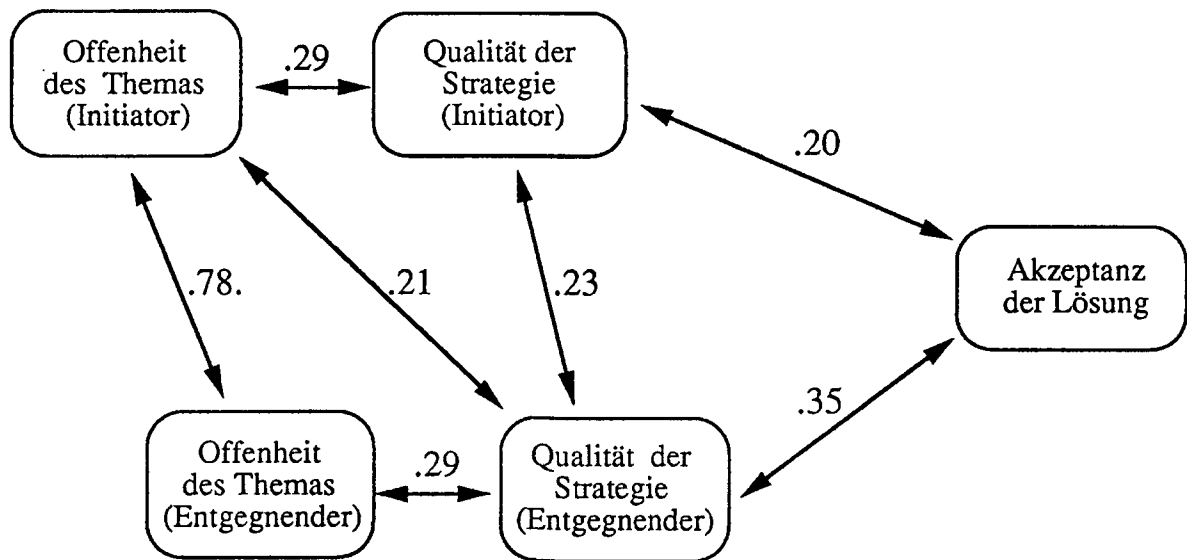 Offenheit
des Themas
(Initiator)
.29
Qualität der
Strategie
(Initiator)
.20
.78.
.21
.23
Akzeptanz
der Lösung
.35
Offenheit
des Themas
(Entgegnender)
.29
Qualität der
Strategie
(Entgegnender)